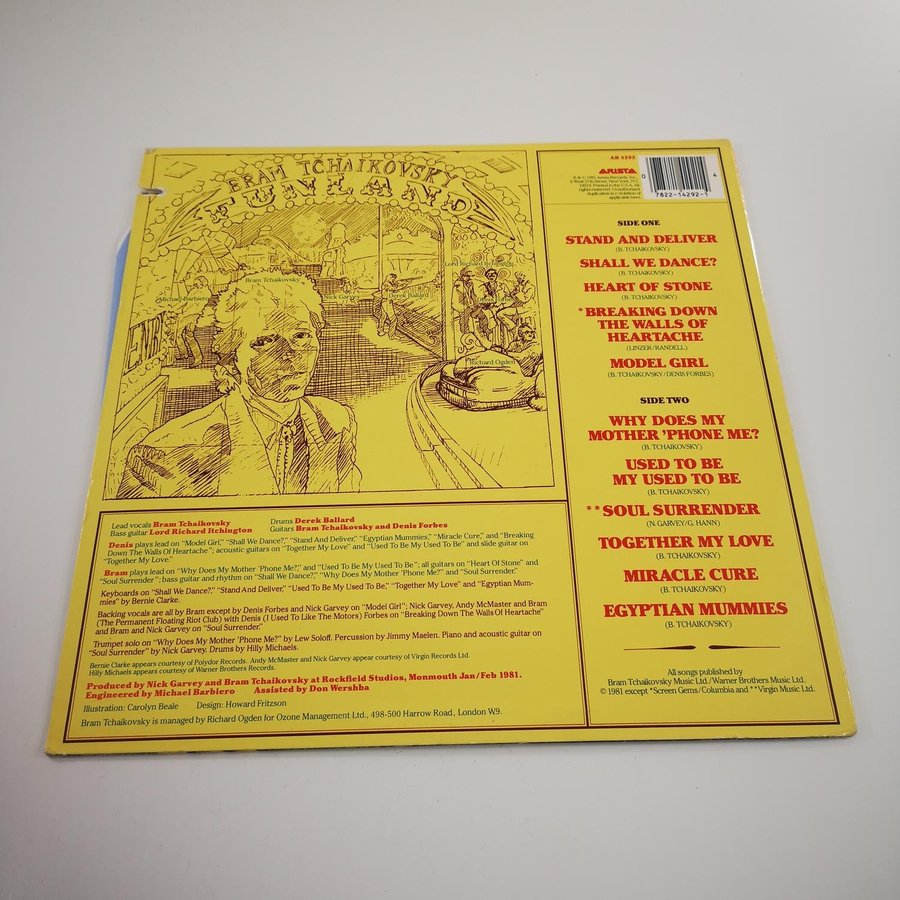 BRAM TCHAIKOVSKY
FUNLAND
Lord Richard Itchington
Bram Tchaikovsky
Michael Barbiero
Nick Garvey
Derek Ballard
Richard Ogden
AB 4292
ARISTA
0
7822-14292-1
4
SIDE ONE
STAND AND DELIVER
(B. TCHAIKOVSKY)
SHALL WE DANCE?
(B. TCHAIKOVSKY)
HEART OF STONE
(B. TCHAIKOVSKY)
*BREAKING DOWN
THE WALLS OF
HEARTACHE
(LINZER/RANDELL)
MODEL GIRL
(B. TCHAIKOVSKY/DENIS FORBES)
SIDE TWO
WHY DOES MY
MOTHER 'PHONE ME?
(B. TCHAIKOVSKY)
USED TO BE
MY USED TO BE
(B. TCHAIKOVSKY)
**SOUL SURRENDER
(N. GARVEY/G. HANN)
TOGETHER MY LOVE
(B. TCHAIKOVSKY)
MIRACLE CURE
(B. TCHAIKOVSKY)
EGYPTIAN MUMMIES
(B. TCHAIKOVSKY)
All songs published by
Bram Tchaikovsky Music Ltd./Warner Brothers Music Ltd.
© 1981 except *Screen Gems/Columbia and **Virgin Music Ltd.
Lead vocals Bram Tchaikovsky Drums Derek Ballard
Bass guitar Lord Richard Itchington Guitars Bram Tchaikovsky and Denis Forbes
Denis plays lead on "Model Girl," "Shall We Dance?," "Stand And Deliver," "Egyptian Mummies," "Miracle Cure," and "Breaking
Down The Walls Of Heartache"; acoustic guitars on "Together My Love" and "Used To Be My Used To Be" and slide guitar on
"Together My Love."
Bram plays lead on "Why Does My Mother 'Phone Me?," and "Used To Be My Used To Be"; all guitars on "Heart Of Stone" and
"Soul Surrender"; bass guitar and rhythm on "Shall We Dance?," "Why Does My Mother 'Phone Me?" and "Soul Surrender."
Keyboards on "Shall We Dance?," "Stand And Deliver," "Used To Be My Used To Be," "Together My Love" and "Egyptian Mum-
mies" by Bernie Clarke.
Backing vocals are all by Bram except by Denis Forbes and Nick Garvey on "Model Girl"; Nick Garvey, Andy McMaster and Bram
(The Permanent Floating Riot Club) with Denis (I Used To Like The Motors) Forbes on "Breaking Down The Walls Of Heartache"
and Bram and Nick Garvey on "Soul Surrender."
Trumpet solo on "Why Does My Mother 'Phone Me?" by Lew Soloff. Percussion by Jimmy Maelen. Piano and acoustic guitar on
"Soul Surrender" by Nick Garvey. Drums by Hilly Michaels.
Bernie Clarke appears courtesy of Polydor Records. Andy McMaster and Nick Garvey appear courtesy of Virgin Records Ltd.
Hilly Michaels appears courtesy of Warner Brothers Records.
Produced by Nick Garvey and Bram Tchaikovsky at Rockfield Studios, Monmouth Jan/Feb 1981.
Engineered by Michael Barbiero Assisted by Don Wershba
Illustration: Carolyn Beale Design: Howard Fritzson
Bram Tchaikovsky is managed by Richard Ogden for Ozone Management Ltd., 498-500 Harrow Road, London W.9.